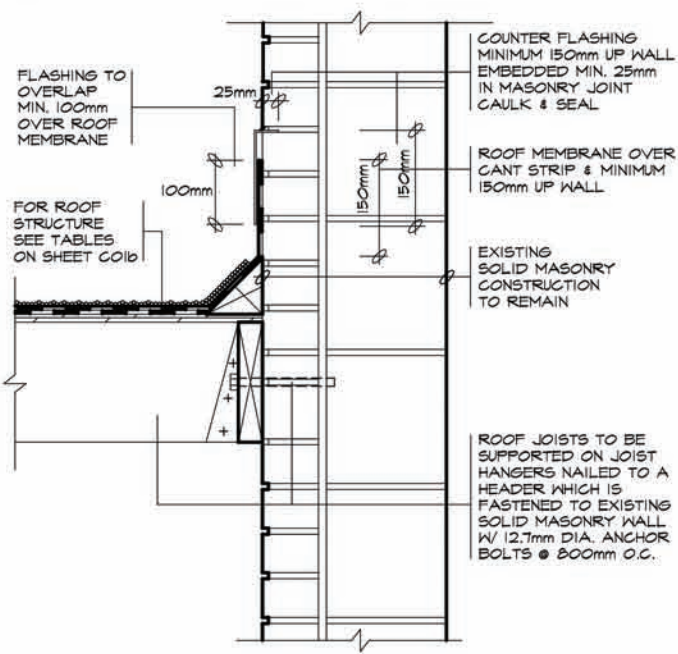 FLASHING TO
OVERLAP
MIN. 100mm
OVER ROOF
MEMBRANE
25mm
COUNTER FLASHING
MINIMUM 150mm UP WALL
EMBEDDED MIN. 25mm
IN MASONRY JOINT
CAULK & SEAL
100mm
150mm
150mm
ROOF MEMBRANE OVER
CANT STRIP & MINIMUM
150mm UP WALL
FOR ROOF
STRUCTURE
SEE TABLES
ON SHEET C016
EXISTING
SOLID MASONRY
CONSTRUCTION
TO REMAIN
ROOF JOISTS TO BE
SUPPORTED ON JOIST
HANGERS NAILED TO A
HEADER WHICH IS
FASTENED TO EXISTING
SOLID MASONRY WALL
W/ 12.7mm DIA. ANCHOR
BOLTS @ 800mm O.C.